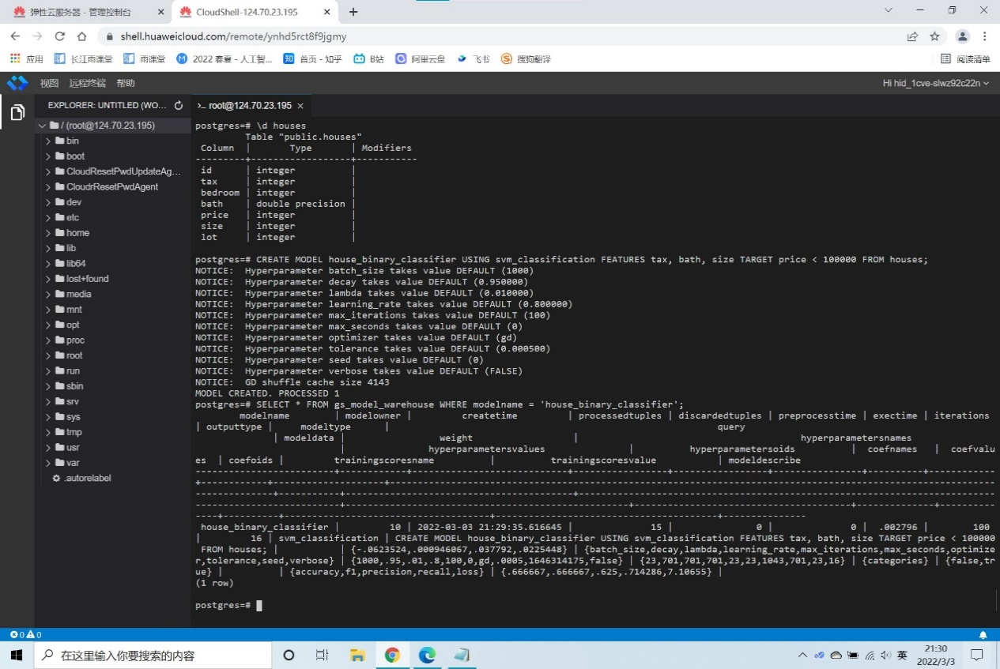 弹性云服务器 - 管理控制台
CloudShell-124.70.23.195
shell.huaweicloud.com/remote/ynhd5rct8f9jgmy
应用 长江雨课堂 雨课堂 2022 春夏 - 人工智... 知 首页 - 知乎 B站 阿里云盘 飞书 搜狗翻译 阅读清单
视图 远程终端 帮助 Hi hid_1cve-slwz92c22n
EXPLORER: UNTITLED (WO...
>_ root@124.70.23.195
/ (root@124.70.23.195)
bin
boot
CloudResetPwdUpdateAg...
CloudrResetPwdAgent
dev
etc
home
lib
lib64
lost+found
media
mnt
opt
proc
root
run
sbin
srv
sys
tmp
usr
var
.autorelabel
postgres=# \d houses
Table "public.houses"
Column | Type | Modifiers
---------+------------------+-----------
id | integer |
tax | integer |
bedroom | integer |
bath | double precision |
price | integer |
size | integer |
lot | integer |
postgres=# CREATE MODEL house_binary_classifier USING svm_classification FEATURES tax, bath, size TARGET price < 100000 FROM houses;
NOTICE: Hyperparameter batch_size takes value DEFAULT (1000)
NOTICE: Hyperparameter decay takes value DEFAULT (0.950000)
NOTICE: Hyperparameter lambda takes value DEFAULT (0.010000)
NOTICE: Hyperparameter learning_rate takes value DEFAULT (0.800000)
NOTICE: Hyperparameter max_iterations takes value DEFAULT (100)
NOTICE: Hyperparameter max_seconds takes value DEFAULT (0)
NOTICE: Hyperparameter optimizer takes value DEFAULT (gd)
NOTICE: Hyperparameter tolerance takes value DEFAULT (0.000500)
NOTICE: Hyperparameter seed takes value DEFAULT (0)
NOTICE: Hyperparameter verbose takes value DEFAULT (FALSE)
NOTICE: GD shuffle cache size 4143
MODEL CREATED. PROCESSED 1
postgres=# SELECT * FROM gs_model_warehouse WHERE modelname = 'house_binary_classifier';
modelname | modelowner | createtime | processedtuples | discardedtuples | preprocesstime | exectime | iterations
| outputtype | modeltype | query
| modeldata | weight | hyperparametersnames
| hyperparametersvalues | hyperparametersoids | coefnames | coefvalu
es | coefoids | trainingscoresname | trainingscoresvalue | modeldescribe
house_binary_classifier | 10 | 2022-03-03 21:29:35.616645 | 15 | 0 | 0 | .002796 | 100
| 16 | svm_classification | CREATE MODEL house_binary_classifier USING svm_classification FEATURES tax, bath, size TARGET price < 100000
FROM houses; | | {-.0623524,.000946067,.037792,.0225448} | {batch_size,decay,lambda,learning_rate,max_iterations,max_seconds,optimize
r,tolerance,seed,verbose} | {1000,.95,.01,.8,100,0,gd,.0005,1646314175,false} | {23,701,701,701,23,23,1043,701,23,16} | {categories} | {false,tr
ue} | | {accuracy,f1,precision,recall,loss} | {.666667,.666667,.625,.714286,7.10655} |
(1 row)
postgres=#
0 0
在这里输入你要搜索的内容
英
21:30
2022/3/3